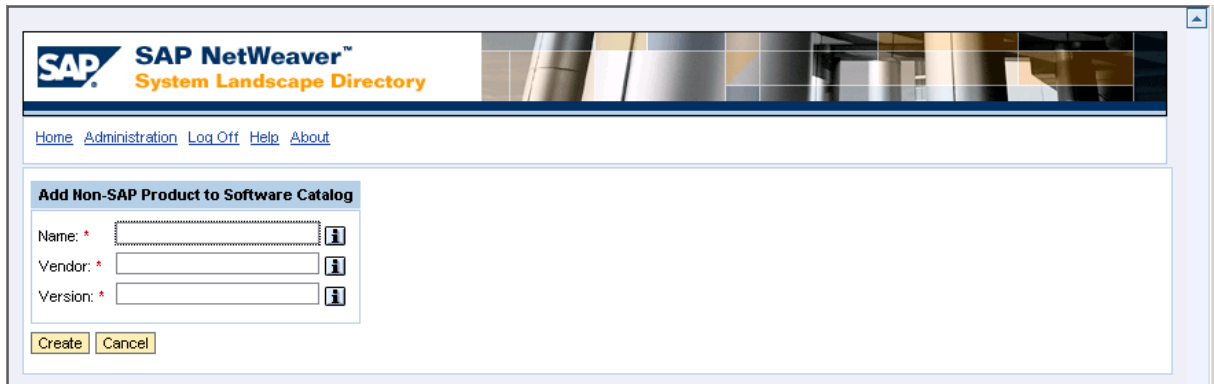 SAP SAP NetWeaver™
® System Landscape Directory
Home Administration Log Off Help About
Add Non-SAP Product to Software Catalog
Name: *
Vendor: *
Version: *
Create Cancel